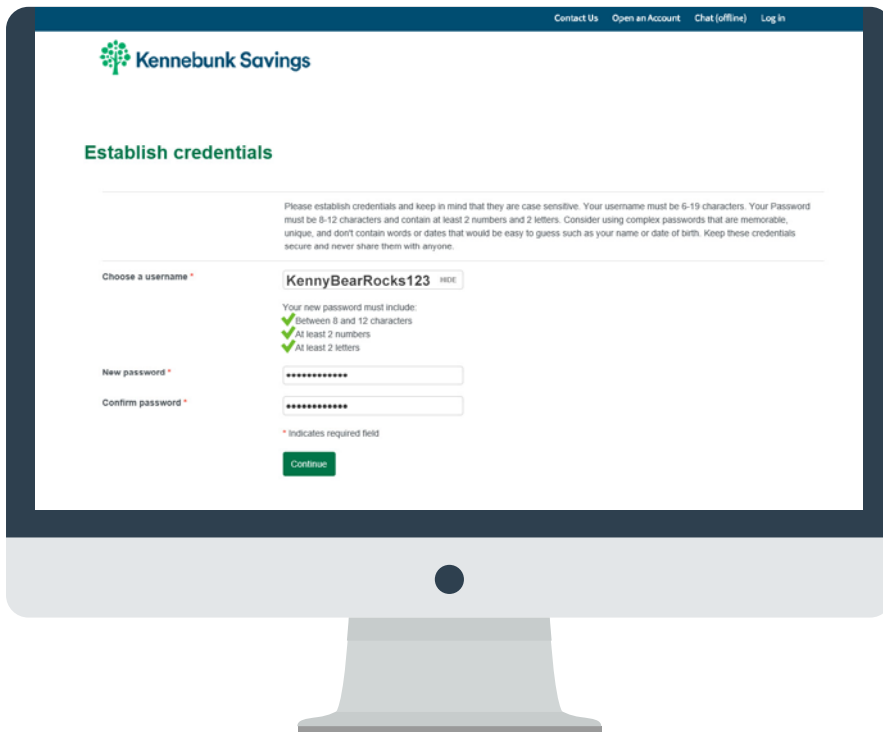 Contact Us Open an Account Chat (offline) Log in
Kennebunk Savings
Establish credentials
Please establish credentials and keep in mind that they are case sensitive. Your username must be 6-19 characters. Your Password
must be 8-12 characters and contain at least 2 numbers and 2 letters. Consider using complex passwords that are memorable,
unique, and don't contain words or dates that would be easy to guess such as your name or date of birth. Keep these credentials
secure and never share them with anyone.
Choose a username * KennyBearRocks123 HIDE
Your new password must include:
Between 8 and 12 characters
At least 2 numbers
At least 2 letters
New password * ••••••••••••
Confirm password * ••••••••••••
* Indicates required field
Continue